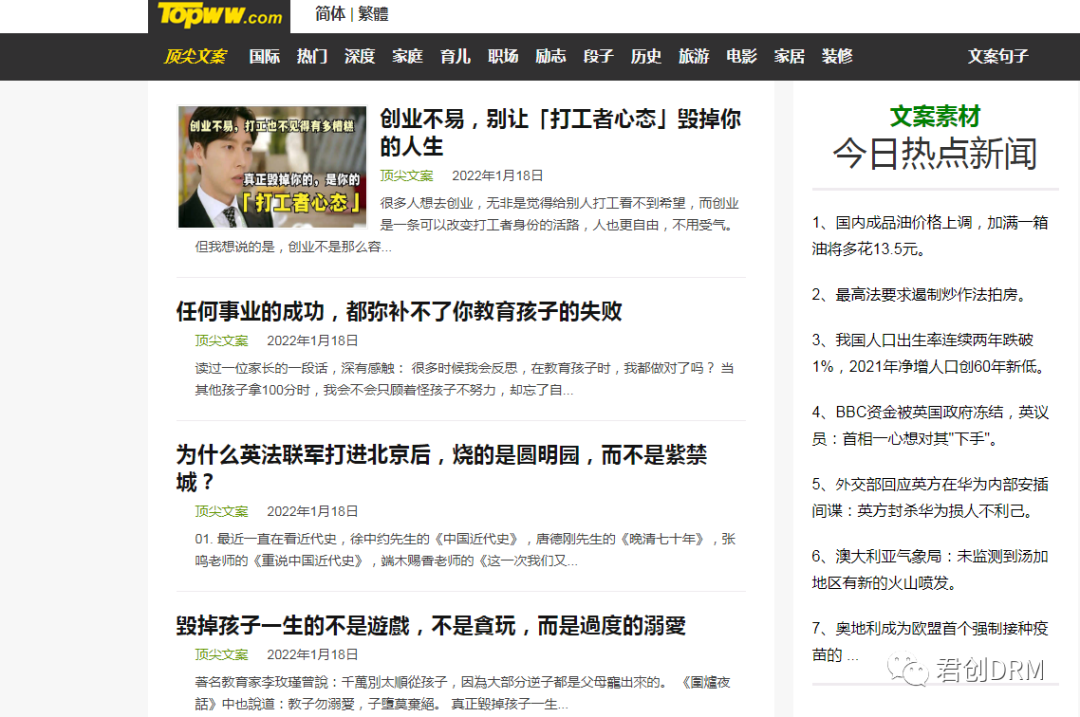 Topww.com
简体 | 繁體
顶尖文案 国际 热门 深度 家庭 育儿 职场 励志 段子 历史 旅游 电影 家居 装修 文案句子
创业不易，打工也不见得有多糟糕
真正毁掉你的，是你的
「打工者心态」
创业不易，别让「打工者心态」毁掉你
的人生
顶尖文案 2022年1月18日
很多人想去创业，无非是觉得给别人打工看不到希望，而创业
是一条可以改变打工者身份的活路，人也更自由，不用受气。
但我想说的是，创业不是那么容...
任何事业的成功，都弥补不了你教育孩子的失败
顶尖文案 2022年1月18日
读过一位家长的一段话，深有感触： 很多时候我会反思，在教育孩子时，我都做对了吗？ 当
其他孩子拿100分时，我会不会只顾着怪孩子不努力，却忘了自...
为什么英法联军打进北京后，烧的是圆明园，而不是紫禁
城？
顶尖文案 2022年1月18日
01. 最近一直在看近代史，徐中约先生的《中国近代史》，唐德刚先生的《晚清七十年》，张
鸣老师的《重说中国近代史》，端木赐香老师的《这一次我们又...
毀掉孩子一生的不是遊戲，不是貪玩，而是過度的溺愛
顶尖文案 2022年1月18日
著名教育家李玫瑾曾說：千萬別太順從孩子，因為大部分逆子都是父母寵出來的。 《圍爐夜
話》中也說道：教子勿溺愛，子墮莫棄絕。 真正毀掉孩子一生...
文案素材
今日热点新闻
1、国内成品油价格上调，加满一箱
油将多花13.5元。
2、最高法要求遏制炒作法拍房。
3、我国人口出生率连续两年跌破
1%，2021年净增人口创60年新低。
4、BBC资金被英国政府冻结，英议
员：首相一心想对其"下手"。
5、外交部回应英方在华为内部安插
间谍：英方封杀华为损人不利己。
6、澳大利亚气象局：未监测到汤加
地区有新的火山喷发。
7、奥地利成为欧盟首个强制接种疫
苗的 ...
君创DRM